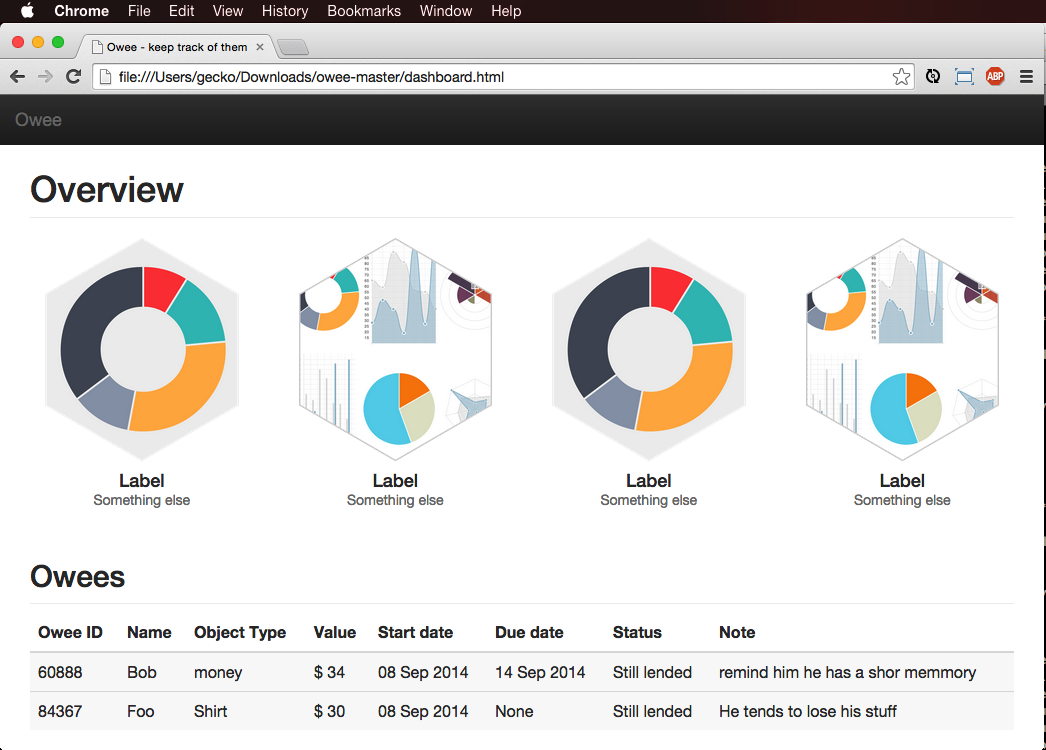 Chrome File Edit View History Bookmarks Window Help
Owee - keep track of them
file:///Users/gecko/Downloads/owee-master/dashboard.html
ABP
Owee
Overview
Label Label Label Label
Something else Something else Something else Something else
Owees
Owee ID Name Object Type Value Start date Due date Status Note
60888 Bob money $ 34 08 Sep 2014 14 Sep 2014 Still lended remind him he has a shor memmory
84367 Foo Shirt $ 30 08 Sep 2014 None Still lended He tends to lose his stuff